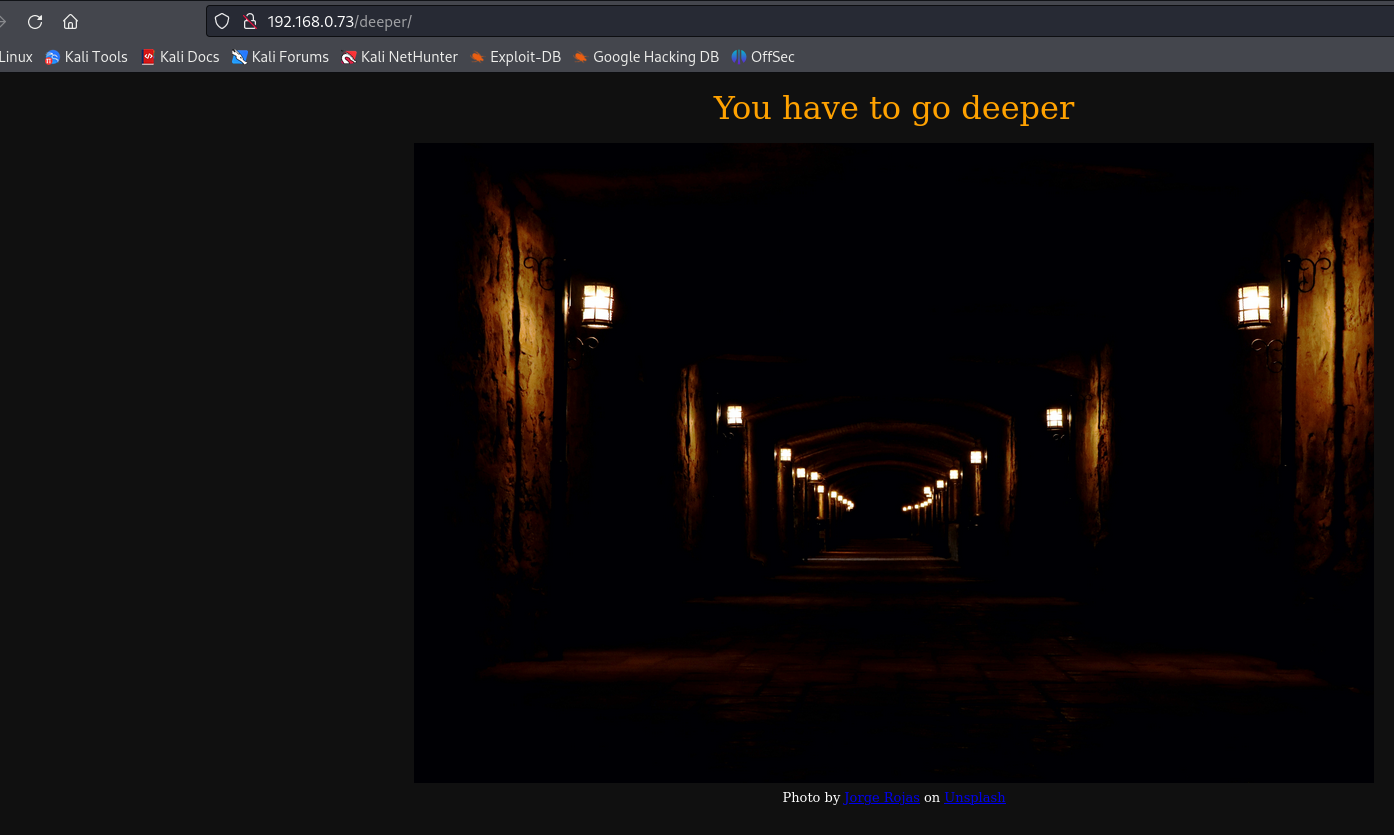 192.168.0.73/deeper/
Linux Kali Tools Kali Docs Kali Forums Kali NetHunter Exploit-DB Google Hacking DB OffSec
You have to go deeper
Photo by Jorge Rojas on Unsplash